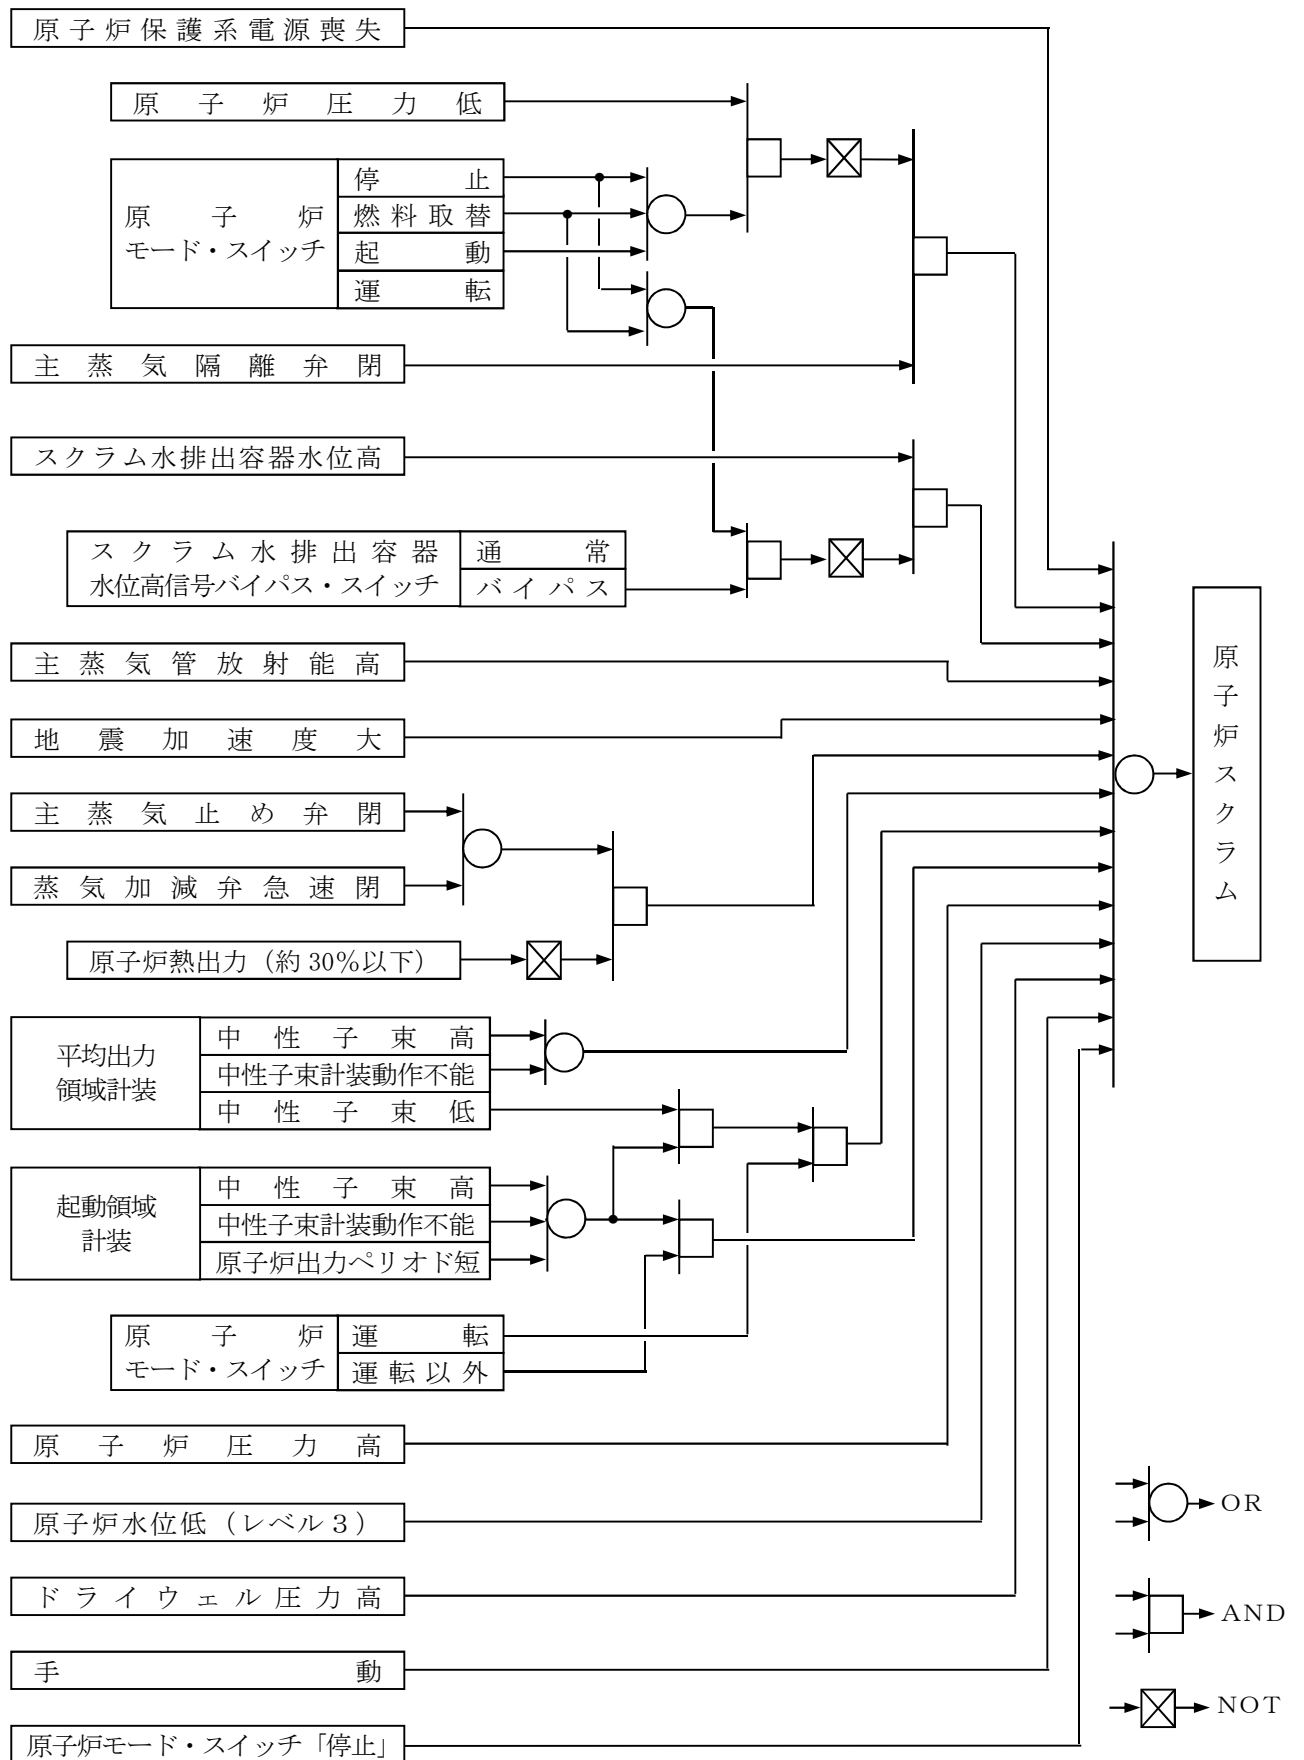 原子炉保護系電源喪失
原子炉圧力低
原子炉
モード・スイッチ
停止
燃料取替
起動
運転
主蒸気隔離弁閉
スクラム水排出容器水位高
スクラム水排出容器
水位高信号バイパス・スイッチ
通常
バイパス
主蒸気管放射能高
地震加速度大
主蒸気止め弁閉
蒸気加減弁急速閉
原子炉熱出力（約30％以下）
平均出力
領域計装
中性子束高
中性子束計装動作不能
中性子束低
起動領域
計装
中性子束高
中性子束計装動作不能
原子炉出力ペリオド短
原子炉
モード・スイッチ
運転
運転以外
原子炉圧力高
原子炉水位低（レベル３）
ドライウェル圧力高
手動
原子炉モード・スイッチ「停止」
原子炉スクラム
OR
AND
NOT